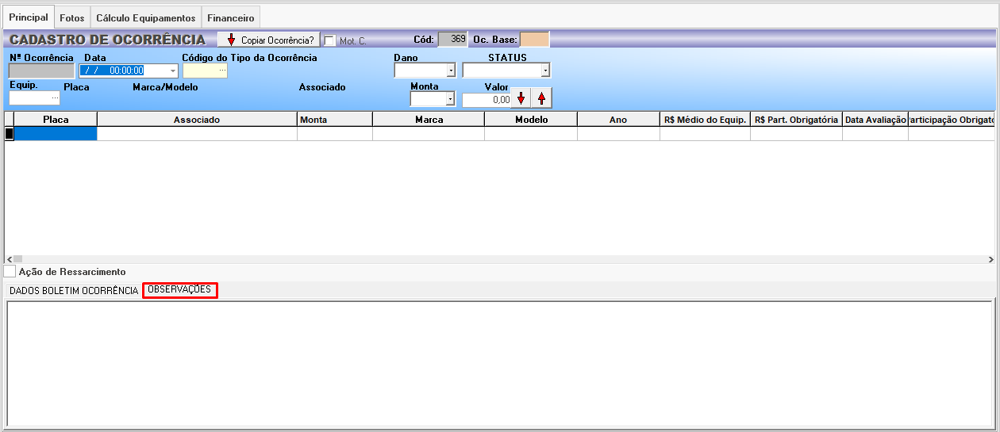 Principal Fotos Cálculo Equipamentos Financeiro
CADASTRO DE OCORRÊNCIA Copiar Ocorrência? Mot. C. Cód: 369 Oc. Base:
Nº Ocorrência Data Código do Tipo da Ocorrência Dano STATUS
/ / 00:00:00 ...
Equip. Placa Marca/Modelo Associado Monta Valor
... 0,00
Placa Associado Monta Marca Modelo Ano R$ Médio do Equip. R$ Part. Obrigatória Data Avaliação articipação Obrigató
Ação de Ressarcimento
DADOS BOLETIM OCORRÊNCIA OBSERVAÇÕES